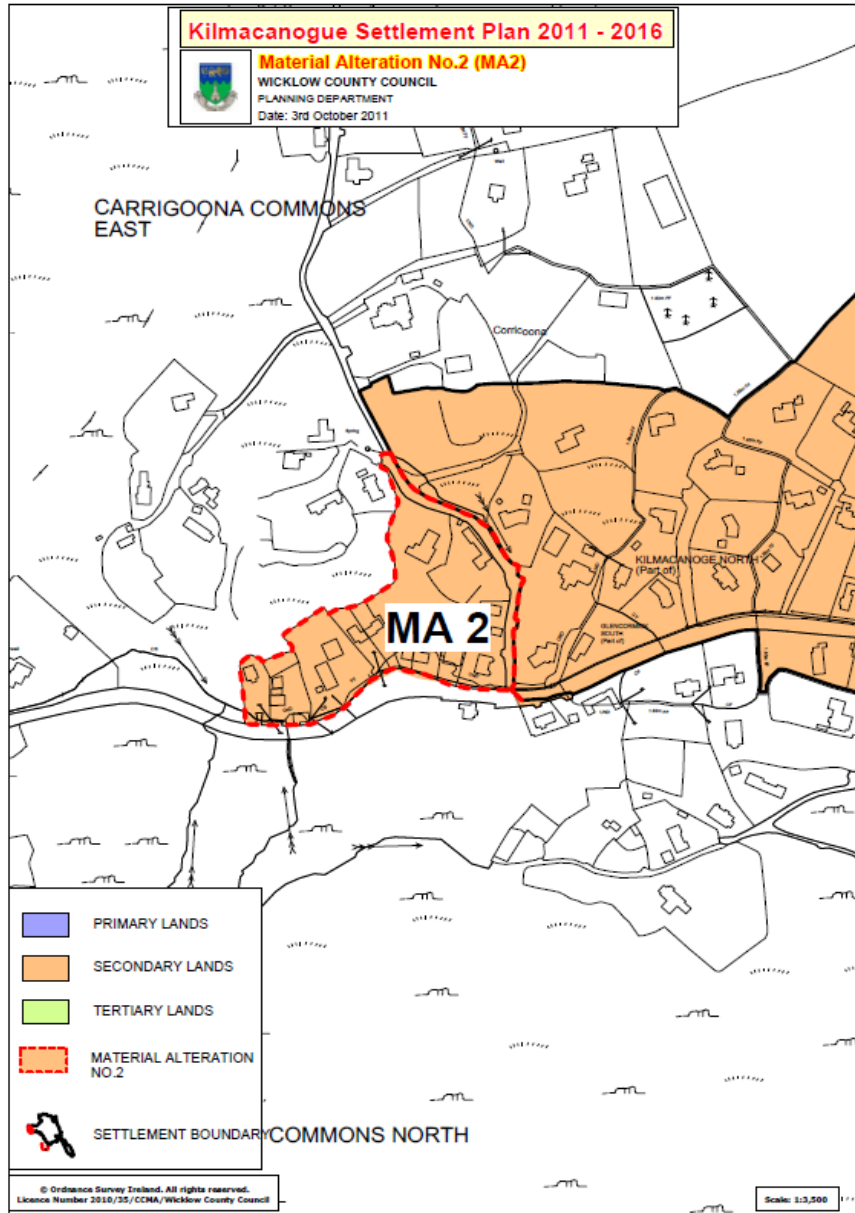 Kilmacanogue Settlement Plan 2011 - 2016
Material Alteration No.2 (MA2)
WICKLOW COUNTY COUNCIL
PLANNING DEPARTMENT
Date: 3rd October 2011
CARRIGOONA COMMONS
EAST
Corricoona
KILMACANOGE NORTH
(Part of)
GLENCORMICK
SOUTH
(Part of)
MA 2
PRIMARY LANDS
SECONDARY LANDS
TERTIARY LANDS
MATERIAL ALTERATION
NO.2
SETTLEMENT BOUNDARY
COMMONS NORTH
© Ordnance Survey Ireland. All rights reserved.
Licence Number 2010/35/CCMA/Wicklow County Council
Scale: 1:3,500